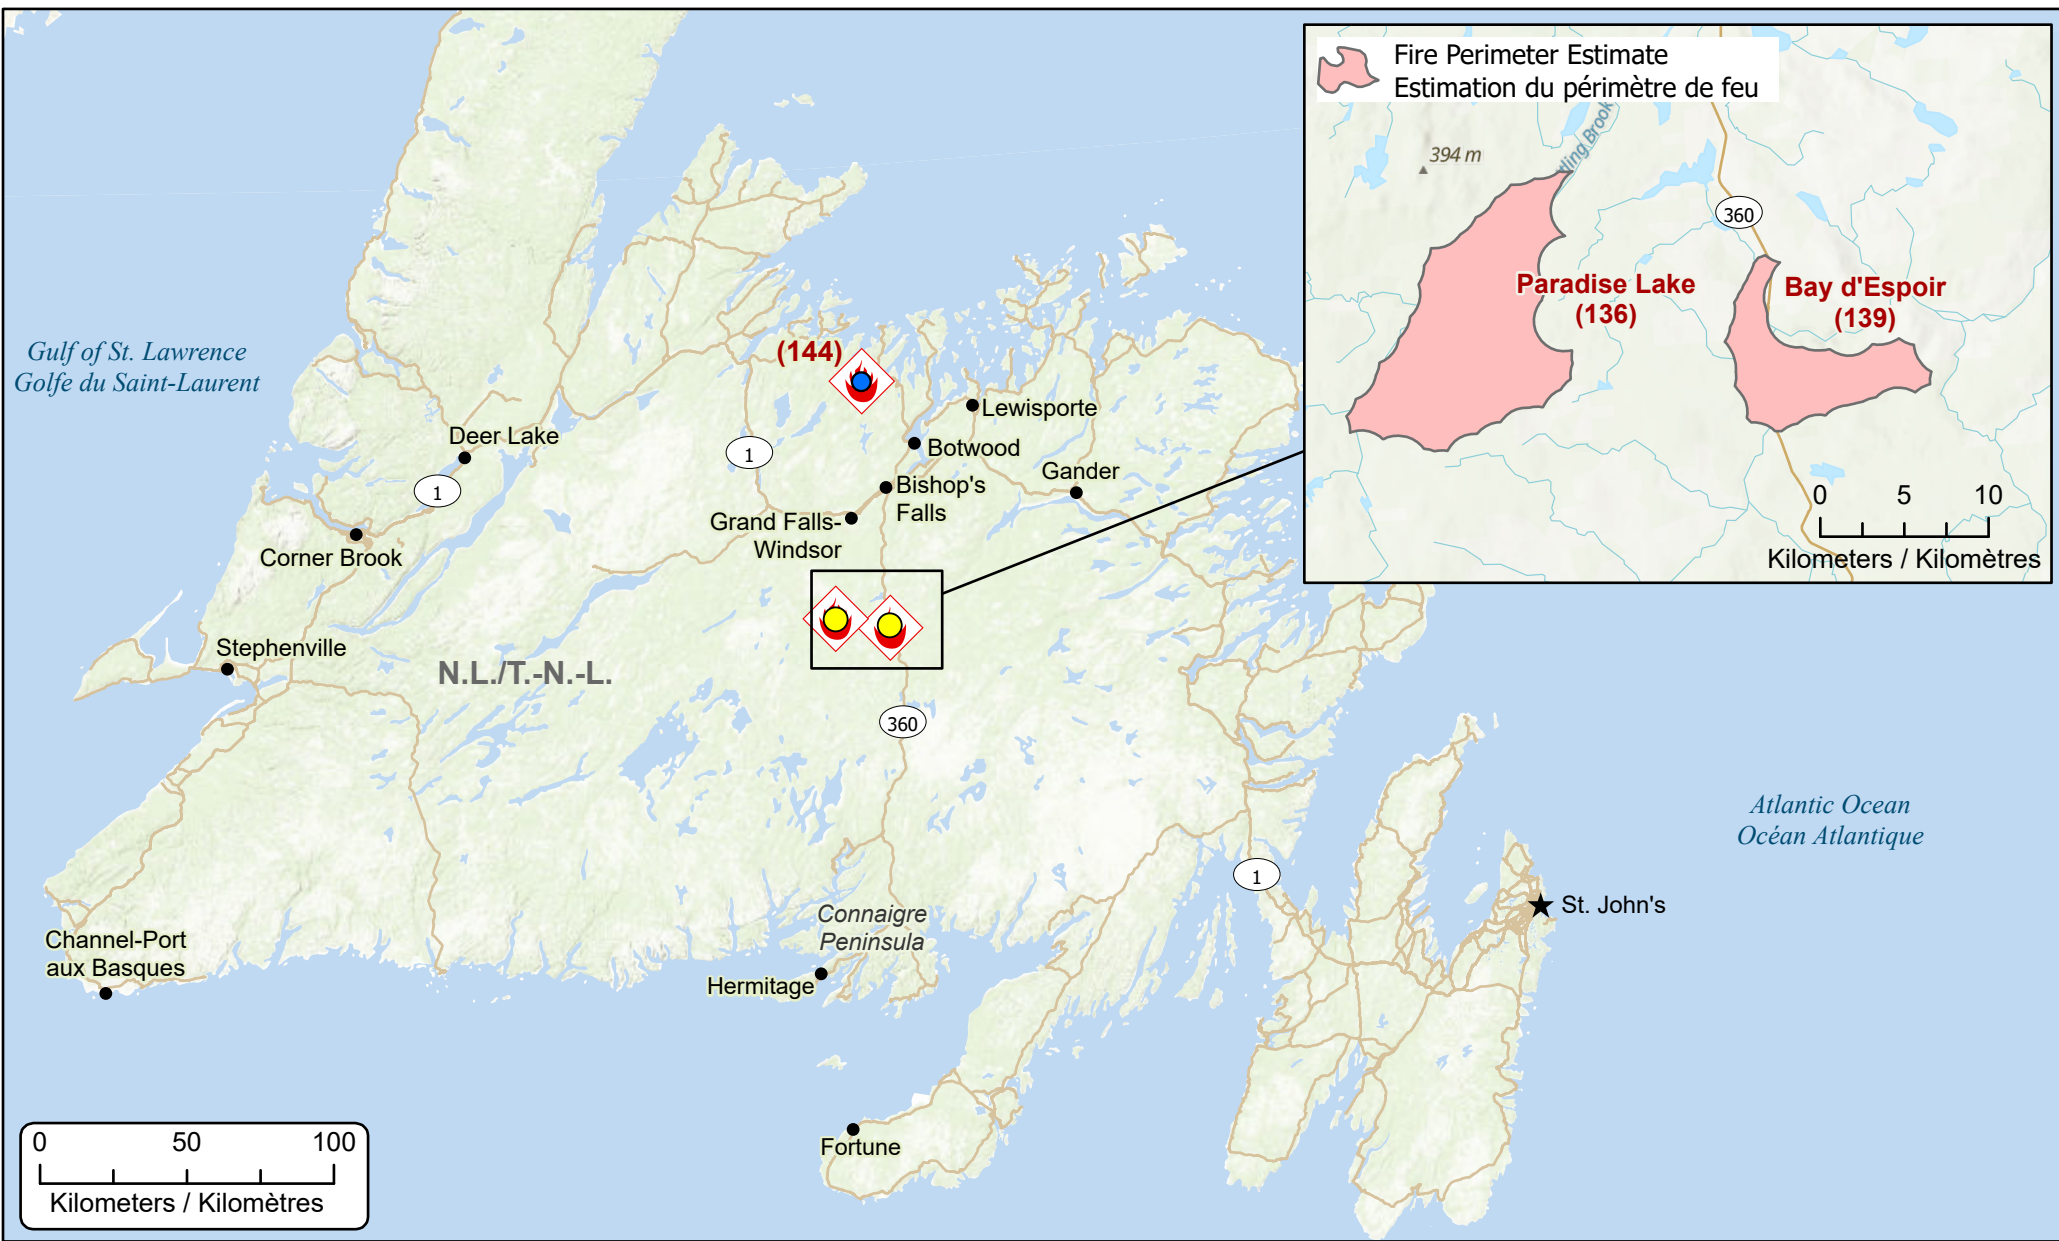 Fire Perimeter Estimate
Estimation du périmètre de feu
394 m
360
Paradise Lake
(136)
Bay d'Espoir
(139)
0 5 10
Kilometers / Kilomètres
Gulf of St. Lawrence
Golfe du Saint-Laurent
(144)
Lewisporte
Deer Lake
Botwood
1
1
Gander
Bishop's
Falls
Grand Falls-
Windsor
Corner Brook
Stephenville
N.L./T.-N.-L.
360
Atlantic Ocean
Océan Atlantique
1
St. John's
Connaigre
Peninsula
Channel-Port
aux Basques
Hermitage
Fortune
0 50 100
Kilometers / Kilomètres